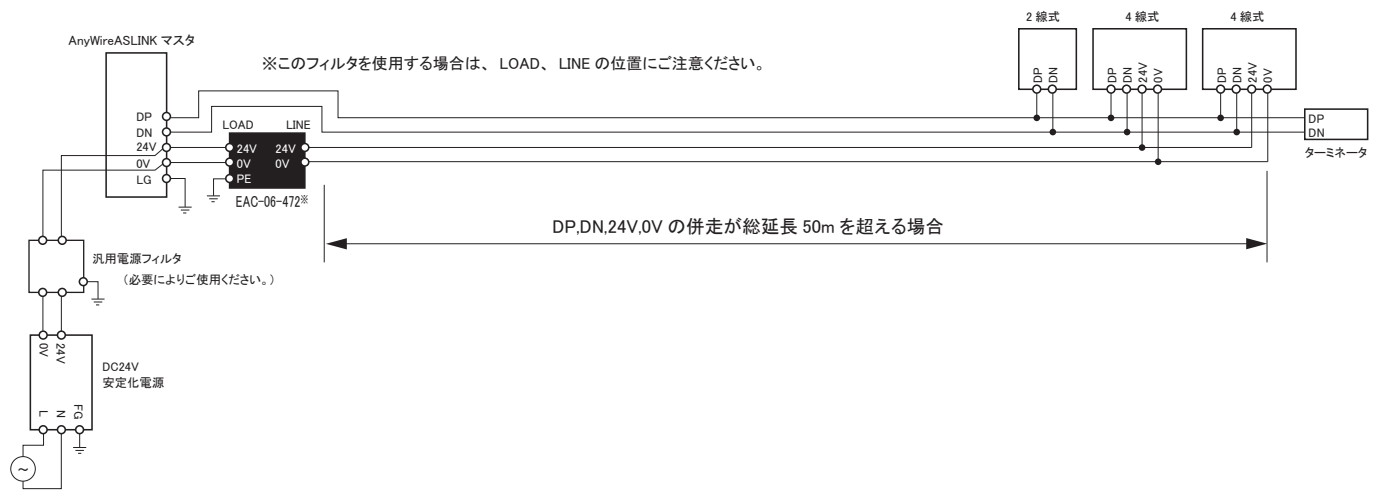 2 線式
4 線式
4 線式
AnyWireASLINK マスタ
※このフィルタを使用する場合は、 LOAD、 LINE の位置にご注意ください。
DP
DN
DP
DN
24V
0V
DP
DN
24V
0V
DP
DN
24V
0V
LG
LOAD
LINE
24V
24V
0V
0V
PE
EAC-06-472※
DP
DN
ターミネータ
DP,DN,24V,0V の併走が総延長 50m を超える場合
汎用電源フィルタ
(必要によりご使用ください。)
0V
24V
DC24V
安定化電源
L
N
FG
~